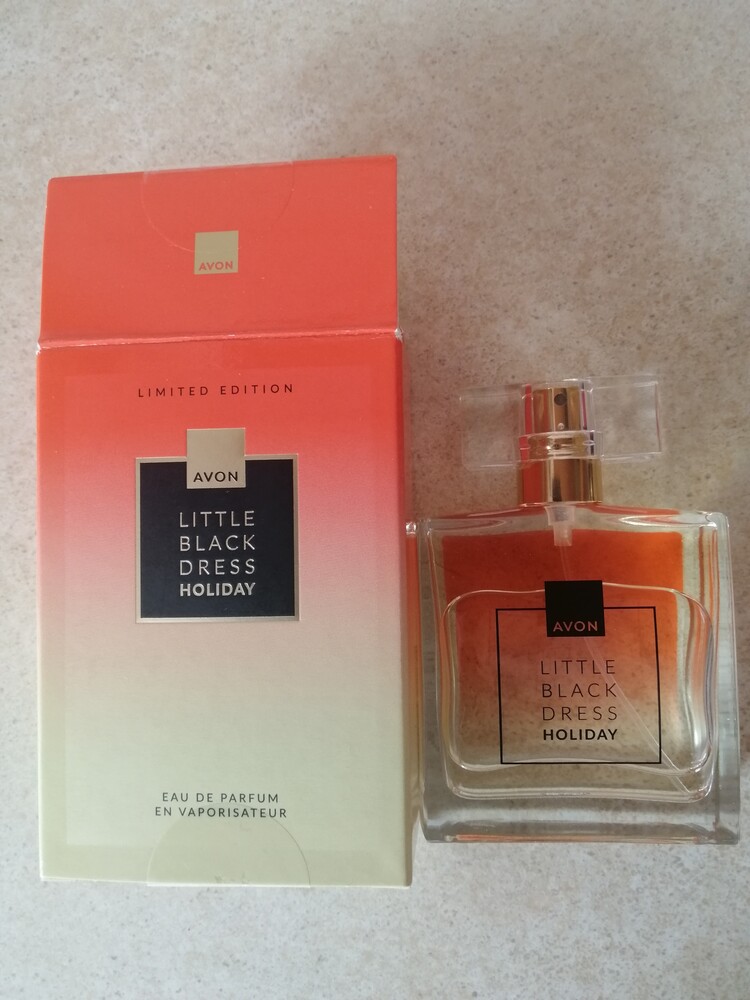 AVON
LIMITED EDITION
AVON
LITTLE
BLACK
DRESS
HOLIDAY
EAU DE PARFUM
EN VAPORISATEUR
AVON
LITTLE
BLACK
DRESS
HOLIDAY